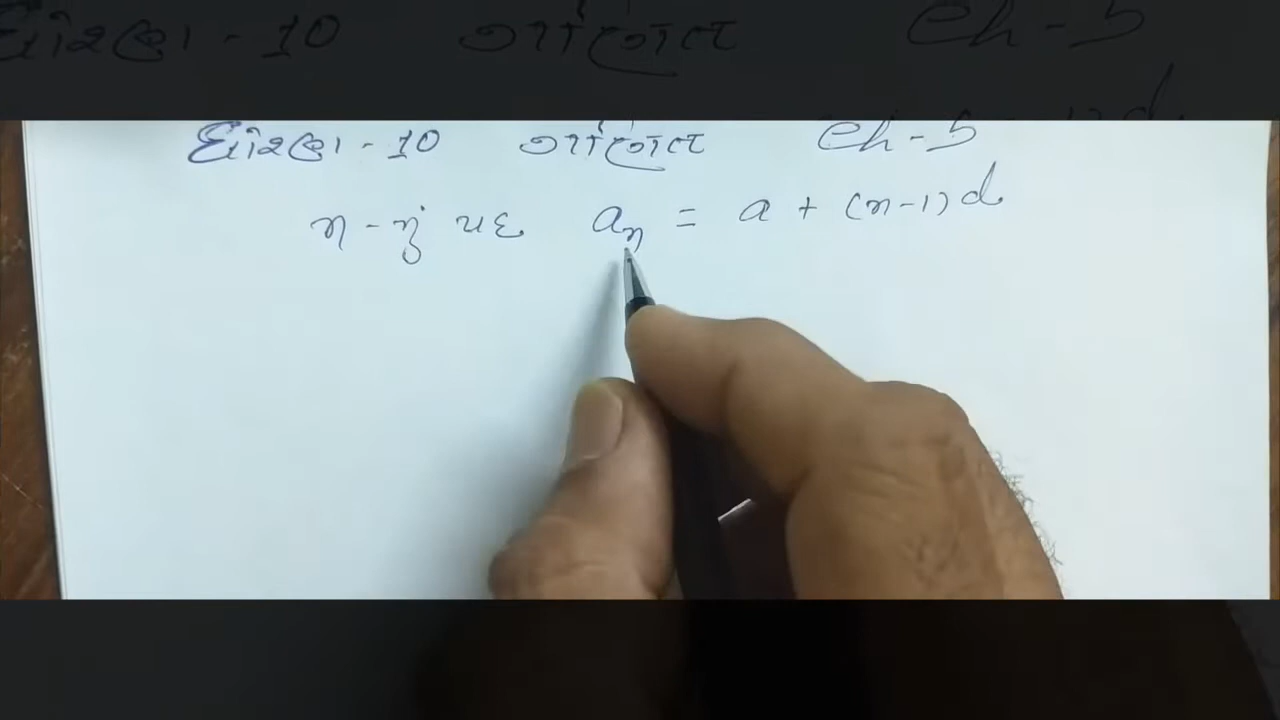 ધોરણ - 10 ગણિત ch - 5
n - નું પદ aₙ = a + (n-1) d